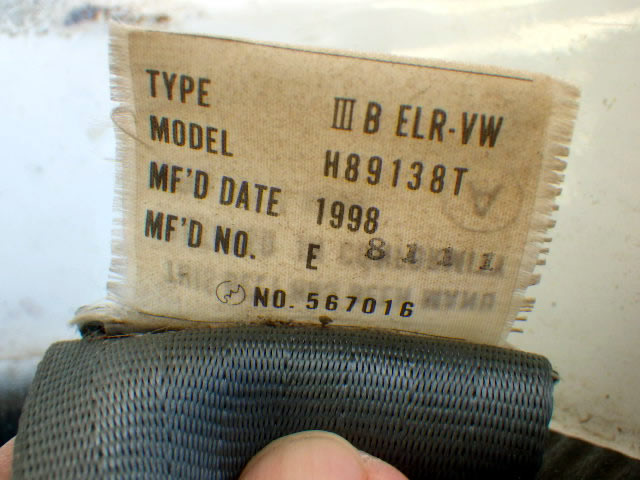 TYPE III B ELR-VW
MODEL H89138T
MF'D DATE 1998
MF'D NO. E 8111
NO. 567016